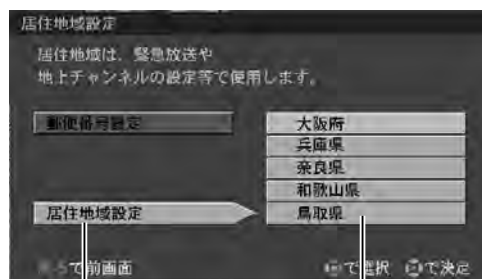 居住地域設定
居住地域は、緊急放送や
地上チャンネルの設定等で使用します。
郵便番号設定
大阪府
兵庫県
奈良県
和歌山県
居住地域設定
鳥取県
戻るで前画面
で選択 で決定